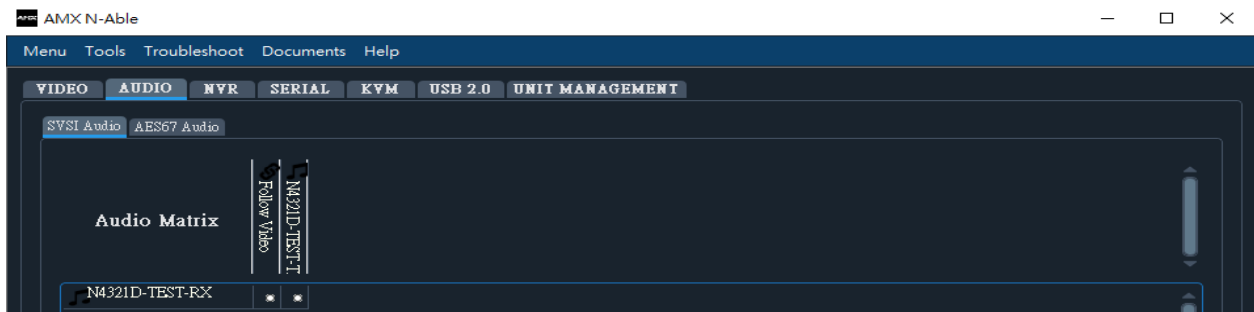 AMX AMX N-Able
Menu Tools Troubleshoot Documents Help
VIDEO AUDIO NVR SERIAL KVM USB 2.0 UNIT MANAGEMENT
SVSI Audio AES67 Audio
Audio Matrix
Follow Video
N4321D-TEST-T
N4321D-TEST-RX